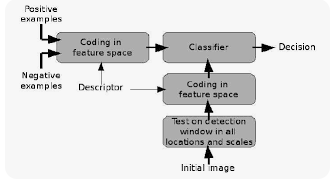 Positive
examples
Coding in
feature space
Classifier
Decision
Negative
examples
Descriptor
Coding in
feature space
Test on detection
window in all
locations and scales
Initial image